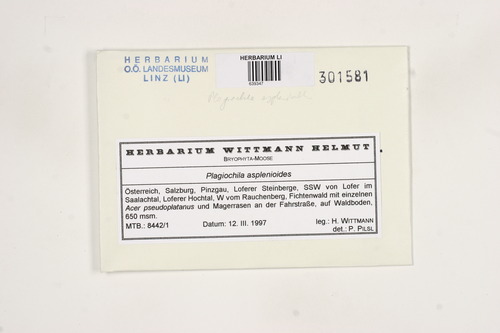 HERBARIUM
O.Ö. LANDESMUSEUM
LINZ (LI)
HERBARIUM LI
301581
HERBARIUM WITTMANN HELMUT
BRYOPHYTA-MOOSE
Plagiochila asplenioides
Österreich, Salzburg, Pinzgau, Loferer Steinberge, SSW von Lofer im
Saalachtal, Loferer Hochtal, W vom Rauchenberg, Fichtenwald mit einzelnen
Acer pseudoplatanus und Magerrasen an der Fahrstraße, auf Waldboden,
650 msm.
MTB.: 8442/1 Datum: 12. III. 1997 leg.: H. WITTMANN
det.: P. PILSL